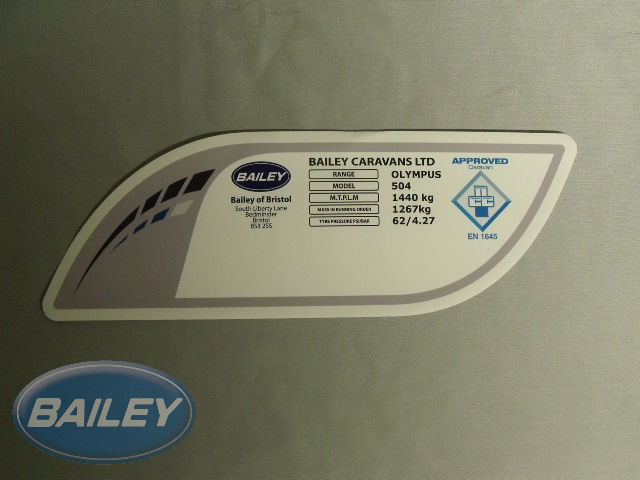 BAILEY
Bailey of Bristol
South Liberty Lane
Bedminster
Bristol
BS3 2SS
BAILEY CARAVANS LTD
RANGE OLYMPUS
MODEL 504
M.T.P.L.M 1440 kg
MASS IN RUNNING ORDER 1267kg
TYRE PRESSURE PSI/BAR 62/4.27
APPROVED
Caravan
NCC
EN 1645
BAILEY